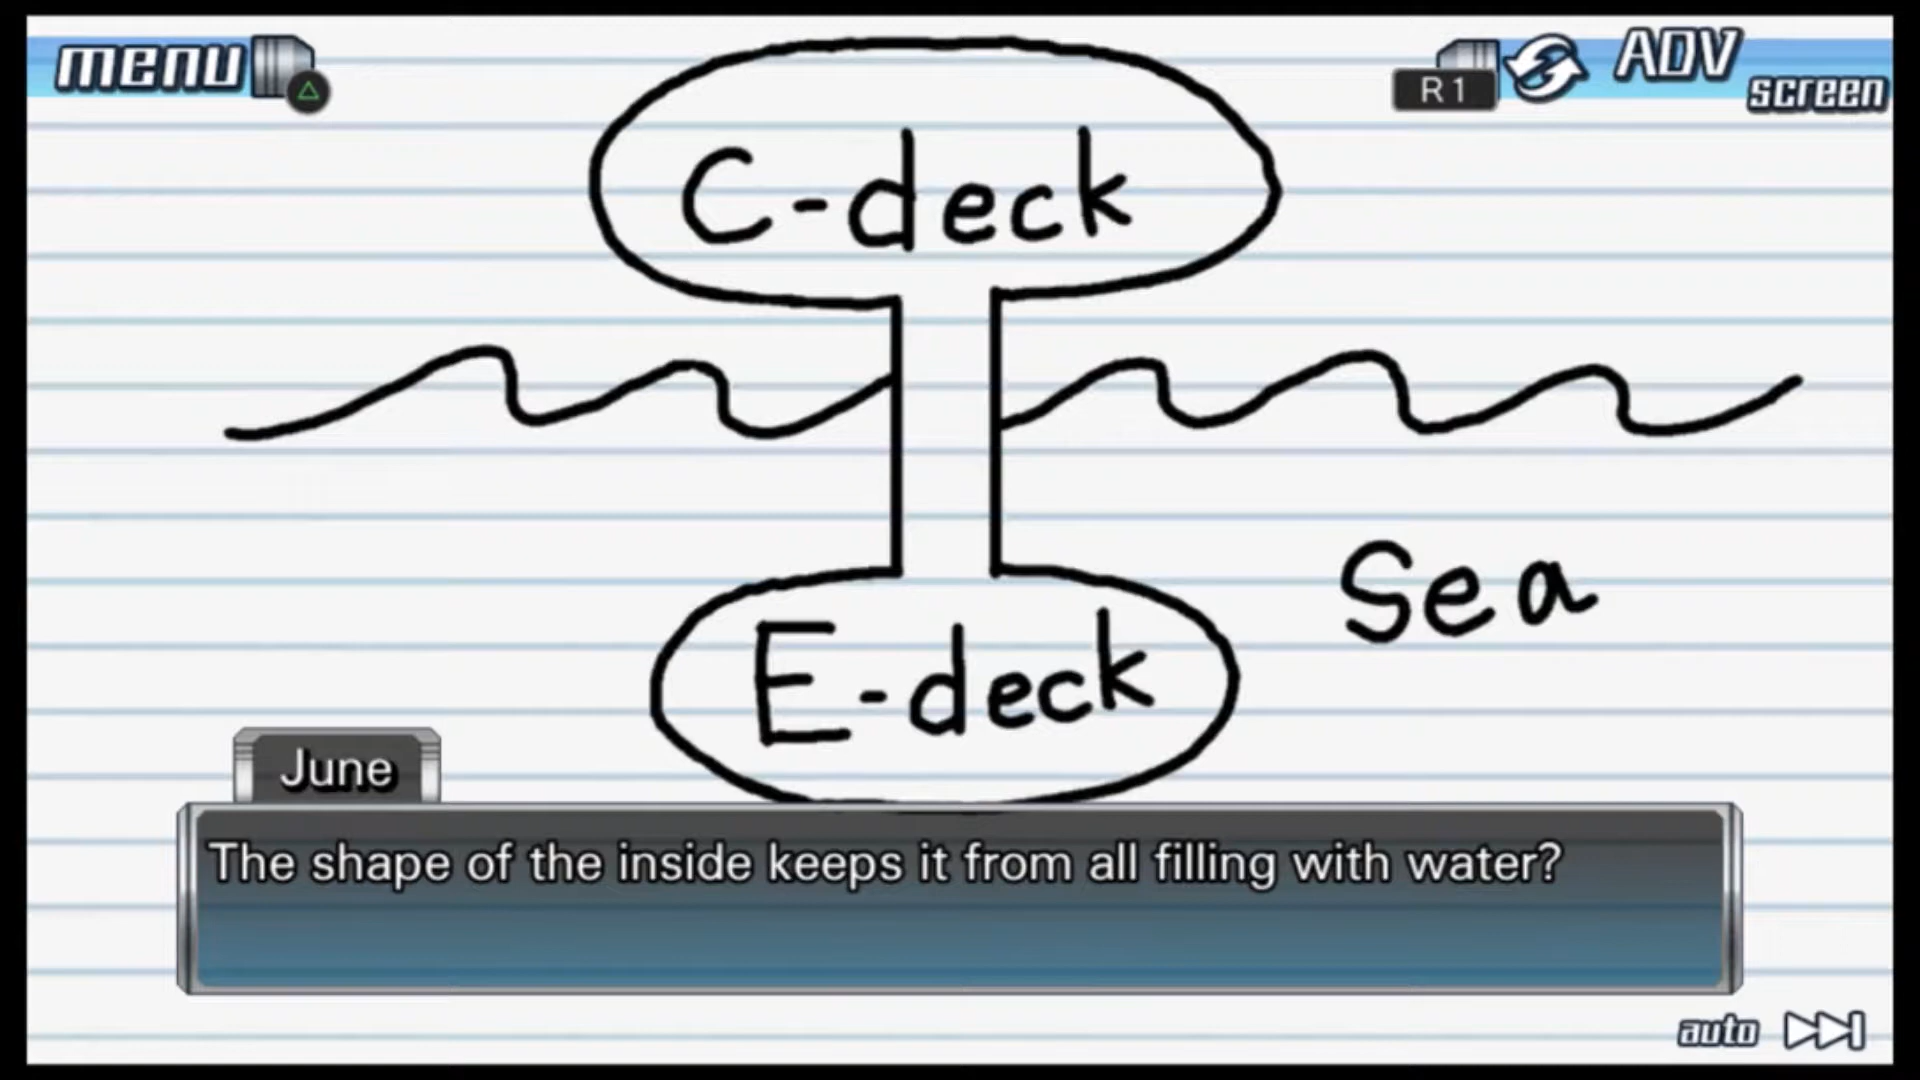 menu
R1
ADV
screen
C-deck
Sea
E-deck
June
The shape of the inside keeps it from all filling with water?
auto